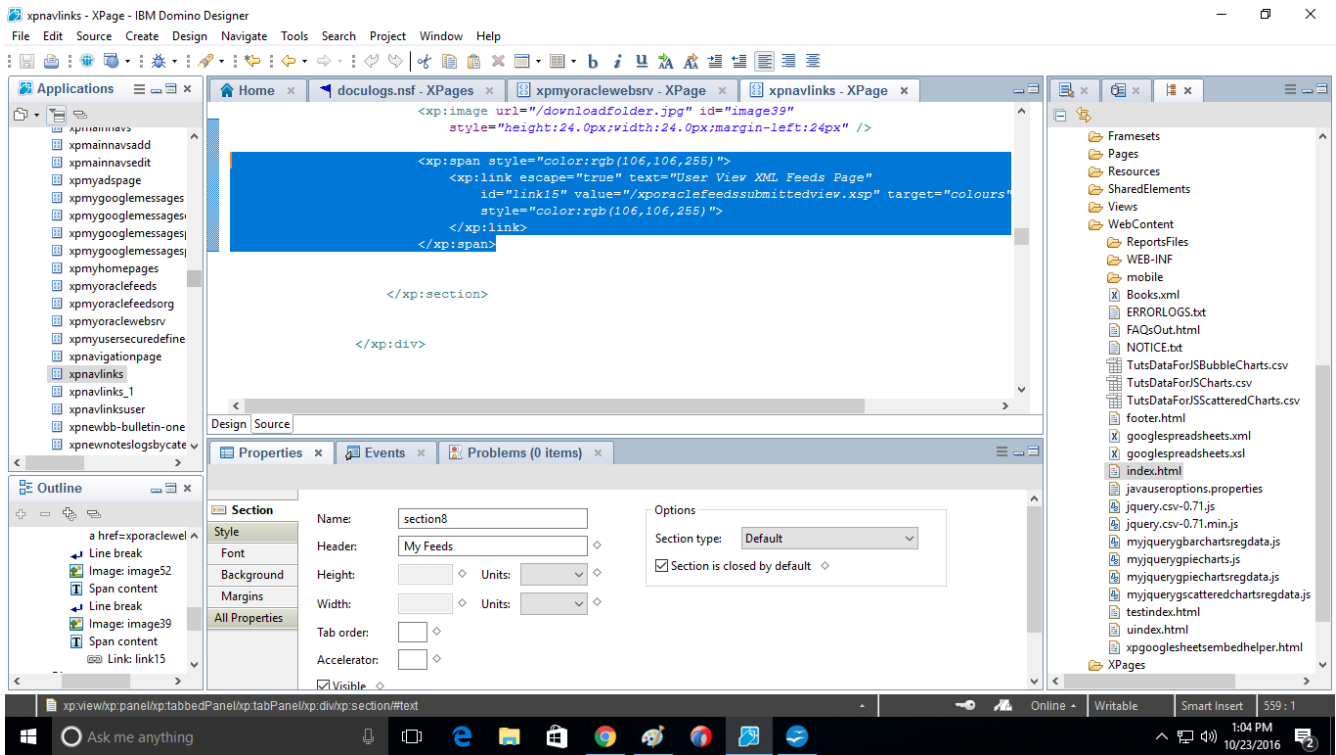 xpnavlinks - XPage - IBM Domino Designer
File Edit Source Create Design Navigate Tools Search Project Window Help
Applications
xpmainnavs
xpmainnavsadd
xpmainnavsedit
xpmyadspage
xpmygooglemessages
xpmygooglemessages
xpmygooglemessages
xpmygooglemessages
xpmyhomepages
xpmyoraclefeeds
xpmyoraclefeedsorg
xpmyoraclewebsrv
xpmyusersecuredefine
xpnavigationpage
xpnavlinks
xpnavlinks_1
xpnavlinksuser
xpnewbb-bulletin-one
xpnewnoteslogsbycate
Outline
a href=xporaclewel
Line break
Image: image52
Span content
Line break
Image: image39
Span content
Link: link15
Home
doculogs.nsf - XPages
xpmyoraclewebsrv - XPage
xpnavlinks - XPage
<xp:image url="/downloadfolder.jpg" id="image39"
style="height:24.0px;width:24.0px;margin-left:24px" />
<xp:span style="color:rgb(106,106,255)">
<xp:link escape="true" text="User View XML Feeds Page"
id="link15" value="/xporaclefeedssubmittedview.xsp" target="colours"
style="color:rgb(106,106,255)">
</xp:link>
</xp:span>
</xp:section>
</xp:div>
Design Source
Properties
Events
Problems (0 items)
Section
Style
Font
Background
Margins
All Properties
Name: section8
Header: My Feeds
Height: Units:
Width: Units:
Tab order:
Accelerator:
Visible
Options
Section type: Default
Section is closed by default
Framesets
Pages
Resources
SharedElements
Views
WebContent
ReportsFiles
WEB-INF
mobile
Books.xml
ERRORLOGS.txt
FAQsOut.html
NOTICE.txt
TutsDataForJSBubbleCharts.csv
TutsDataForJSCharts.csv
TutsDataForJSScatteredCharts.csv
footer.html
googlespreadsheets.xml
googlespreadsheets.xsl
index.html
javauseroptions.properties
jquery.csv-0.71.js
jquery.csv-0.71.min.js
myjquerygbarchartsregdata.js
myjquerygpiecharts.js
myjquerygpiechartsregdata.js
myjquerygscatteredchartsregdata.js
testindex.html
uindex.html
xpgooglesheetsembedhelper.html
XPages
xp:view/xp:panel/xp:tabbedPanel/xp:tabPanel/xp:div/xp:section/#text
Online
Writable
Smart Insert
559 : 1
Ask me anything
1:04 PM
10/23/2016
2